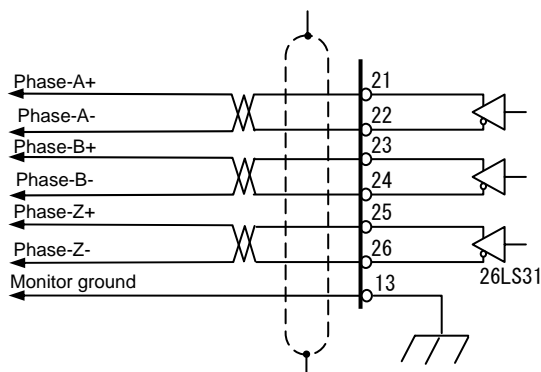 Phase-A+
21
Phase-A-
22
Phase-B+
23
Phase-B-
24
Phase-Z+
25
Phase-Z-
26
26LS31
Monitor ground
13